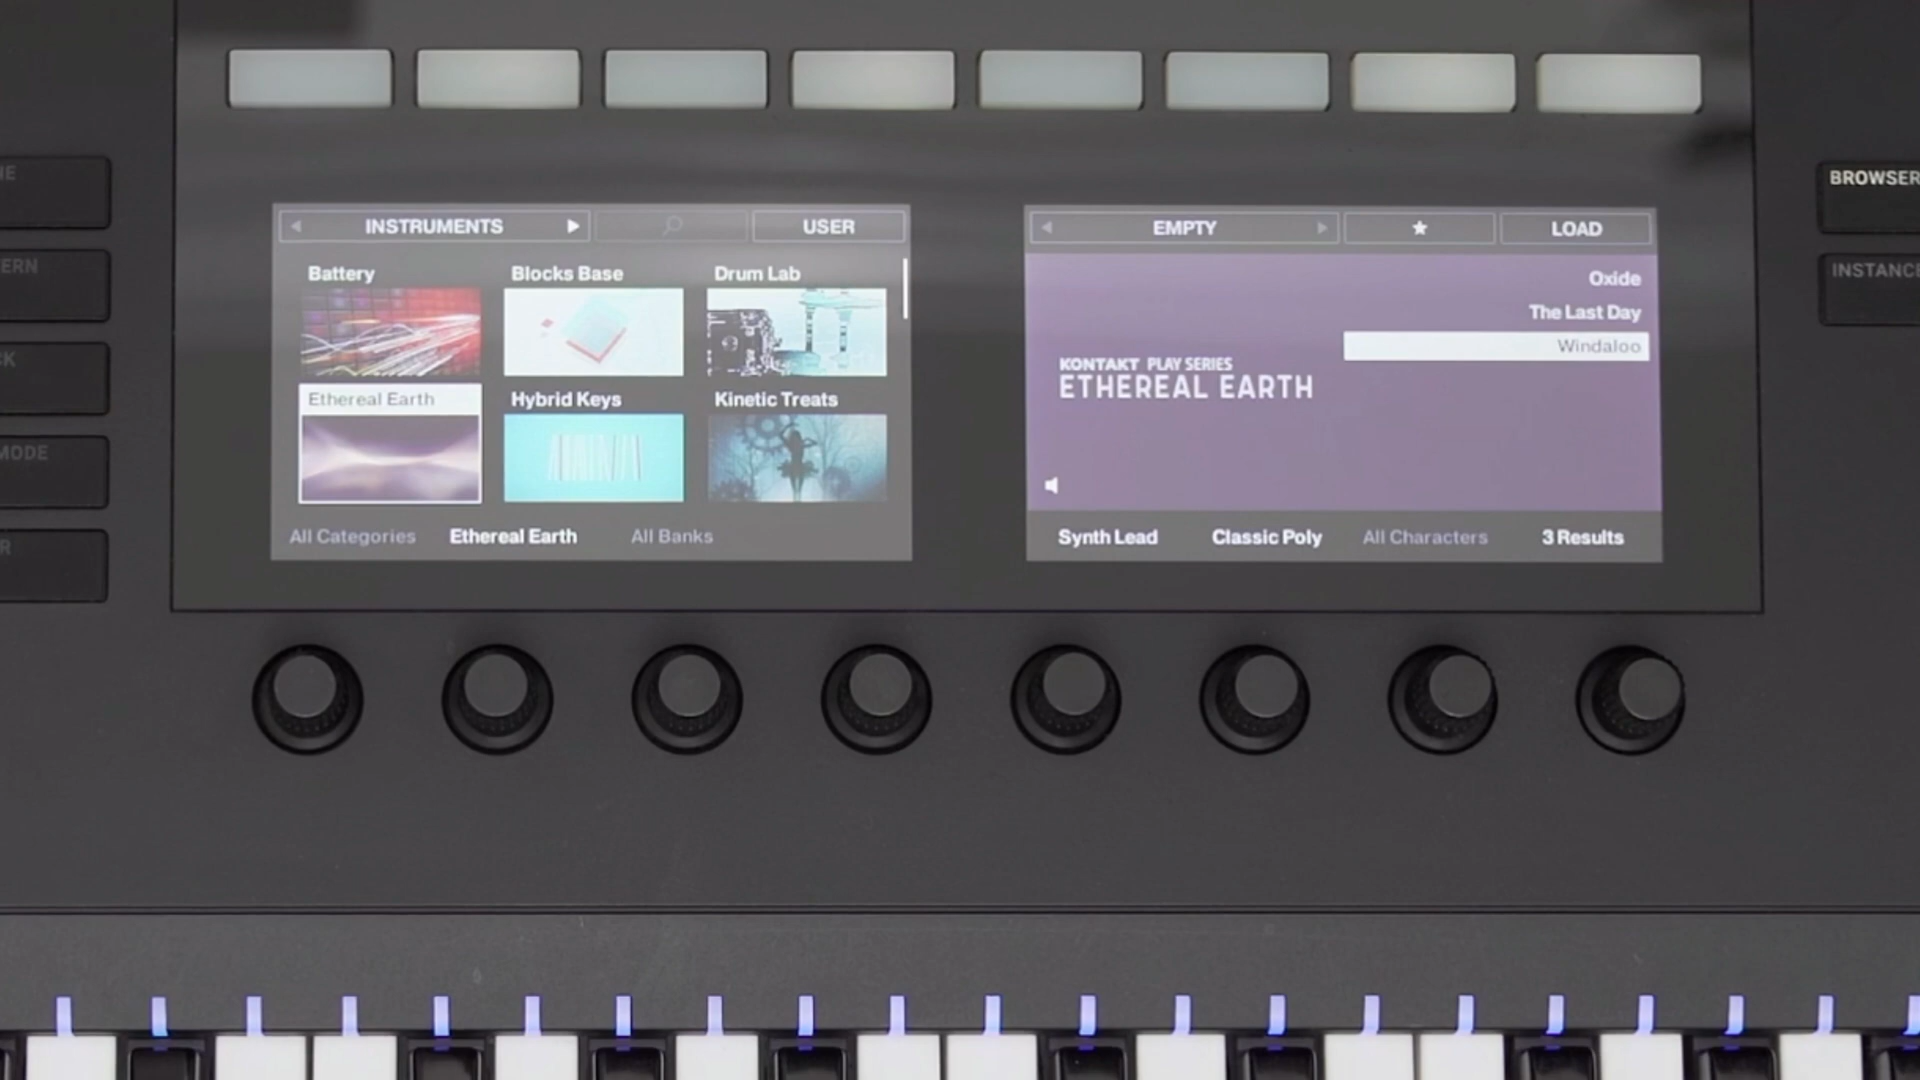 INSTRUMENTS
USER
Battery
Blocks Base
Drum Lab
Ethereal Earth
Hybrid Keys
Kinetic Treats
All Categories
Ethereal Earth
All Banks
EMPTY
★
LOAD
Oxide
The Last Day
Windaloo
KONTAKT PLAY SERIES
ETHEREAL EARTH
Synth Lead
Classic Poly
All Characters
3 Results
BROWSER
INSTANCE
MODE